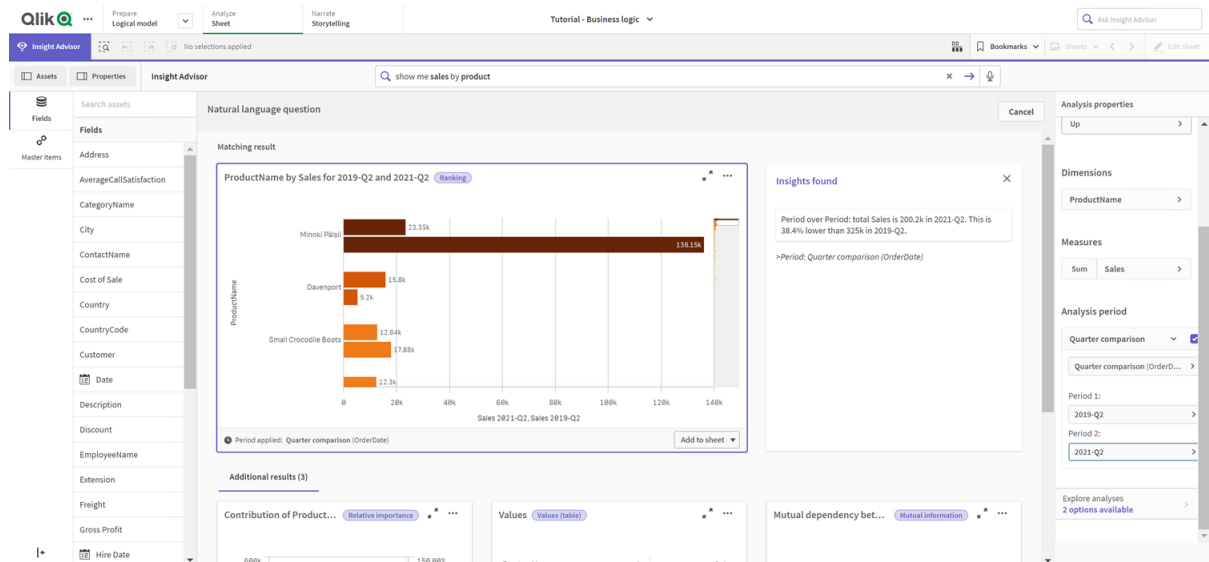 Qlik
Prepare
Logical model
Analyze
Sheet
Narrate
Storytelling
Tutorial - Business logic
Ask Insight Advisor
Insight Advisor
No selections applied
Bookmarks
Sheets
Edit sheet
Assets
Properties
Insight Advisor
show me sales by product
Fields
Master items
Search assets
Fields
Address
AverageCallSatisfaction
CategoryName
City
ContactName
Cost of Sale
Country
CountryCode
Customer
Date
Description
Discount
EmployeeName
Extension
Freight
Gross Profit
Hire Date
Natural language question
Cancel
Matching result
ProductName by Sales for 2019-Q2 and 2021-Q2
Ranking
ProductName
Minnki Pälsii
23.35k
136.15k
Davenport
15.8k
5.2k
Small Crocodile Boots
12.64k
17.88k
12.3k
0 20k 40k 60k 80k 100k 120k 140k
Sales 2021-Q2, Sales 2019-Q2
Period applied: Quarter comparison (OrderDate)
Add to sheet
Insights found
Period over Period: total Sales is 200.2k in 2021-Q2. This is
38.4% lower than 325k in 2019-Q2.
>Period: Quarter comparison (OrderDate)
Additional results (3)
Contribution of Product...
Relative importance
600k
150.00%
Values
Values (table)
Mutual dependency bet...
Mutual information
Analysis properties
Up
Dimensions
ProductName
Measures
Sum
Sales
Analysis period
Quarter comparison
Quarter comparison (OrderD...
Period 1:
2019-Q2
Period 2:
2021-Q2
Explore analyses
2 options available